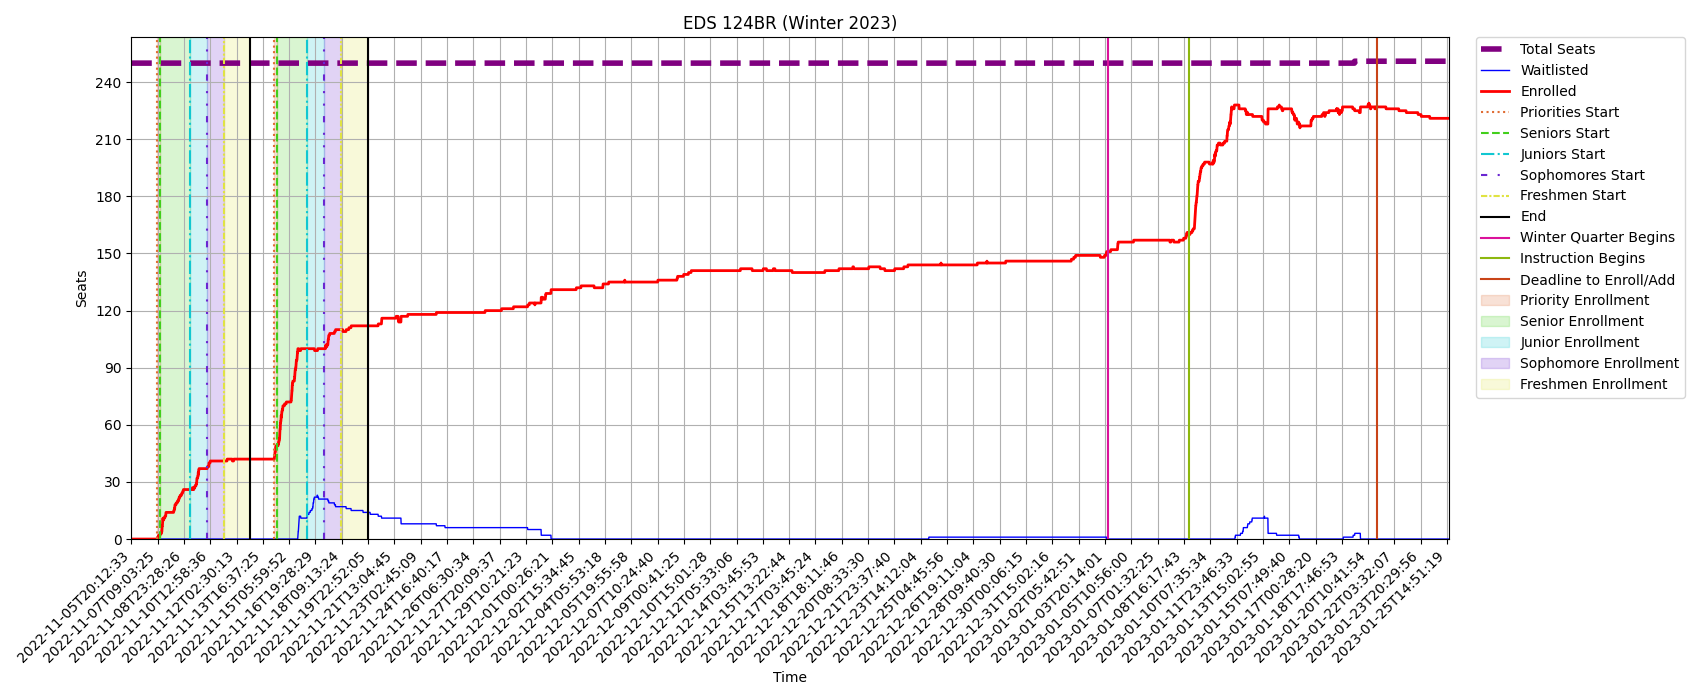 EDS 124BR (Winter 2023)
Seats
240
210
180
150
120
90
60
30
0
2022-11-05T20:12:33
2022-11-07T09:03:25
2022-11-08T23:28:26
2022-11-10T12:58:36
2022-11-12T02:30:13
2022-11-13T16:37:25
2022-11-15T05:59:52
2022-11-16T19:28:29
2022-11-18T09:13:24
2022-11-19T22:52:05
2022-11-21T13:04:45
2022-11-23T02:45:09
2022-11-24T16:40:17
2022-11-26T06:30:34
2022-11-27T20:09:37
2022-11-29T10:21:23
2022-12-01T00:26:21
2022-12-02T15:34:45
2022-12-04T05:53:18
2022-12-05T19:55:58
2022-12-07T10:24:40
2022-12-09T00:41:25
2022-12-10T15:01:28
2022-12-12T05:33:06
2022-12-14T03:45:53
2022-12-15T13:22:44
2022-12-17T03:45:24
2022-12-18T18:11:46
2022-12-20T08:33:30
2022-12-21T23:37:40
2022-12-23T14:12:04
2022-12-25T04:45:56
2022-12-26T19:11:04
2022-12-28T09:40:30
2022-12-30T00:06:15
2022-12-31T15:02:16
2023-01-02T05:42:51
2023-01-03T20:14:01
2023-01-05T10:56:00
2023-01-07T01:32:25
2023-01-08T16:17:43
2023-01-10T07:35:34
2023-01-11T23:46:33
2023-01-13T15:02:55
2023-01-15T07:49:40
2023-01-17T00:28:20
2023-01-18T17:46:53
2023-01-20T10:41:54
2023-01-22T03:32:07
2023-01-23T20:29:56
2023-01-25T14:51:19
Time
Total Seats
Waitlisted
Enrolled
Priorities Start
Seniors Start
Juniors Start
Sophomores Start
Freshmen Start
End
Winter Quarter Begins
Instruction Begins
Deadline to Enroll/Add
Priority Enrollment
Senior Enrollment
Junior Enrollment
Sophomore Enrollment
Freshmen Enrollment